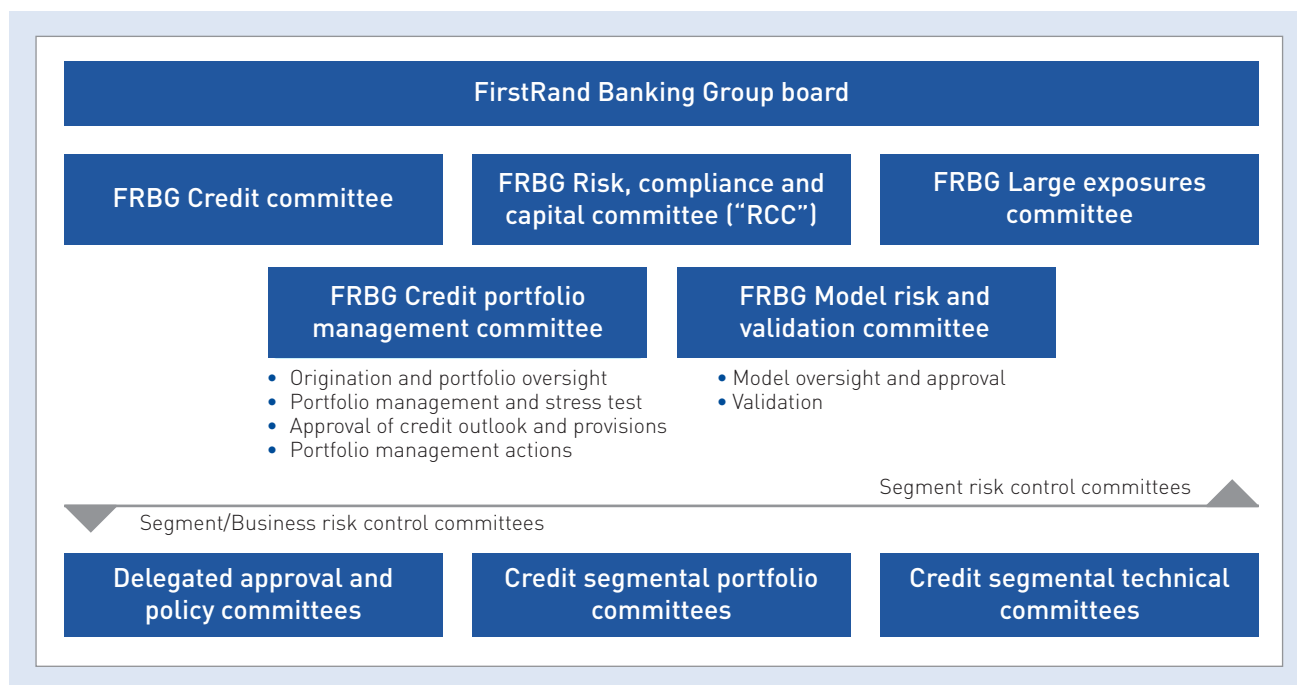 FirstRand Banking Group board
FRBG Credit committee
FRBG Risk, compliance and
capital committee (“RCC”)
FRBG Large exposures
committee
FRBG Credit portfolio
management committee
• Origination and portfolio oversight
• Portfolio management and stress test
• Approval of credit outlook and provisions
• Portfolio management actions
FRBG Model risk and
validation committee
• Model oversight and approval
• Validation
Segment risk control committees
Segment/Business risk control committees
Delegated approval and
policy committees
Credit segmental portfolio
committees
Credit segmental technical
committees